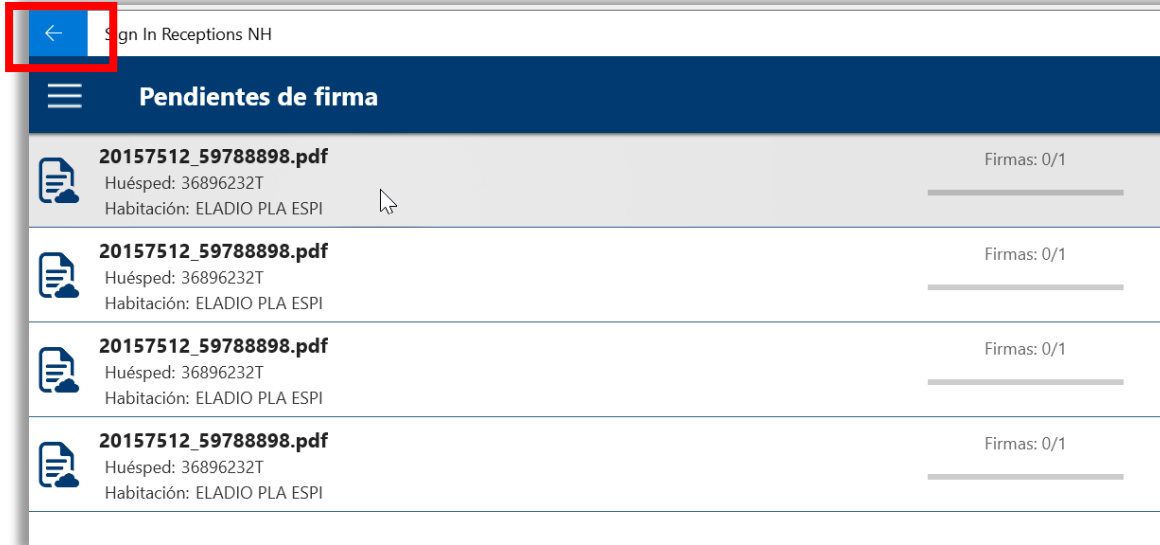 Sign In Receptions NH
Pendientes de firma
20157512_59788898.pdf
Huésped: 36896232T
Habitación: ELADIO PLA ESPI
Firmas: 0/1
20157512_59788898.pdf
Huésped: 36896232T
Habitación: ELADIO PLA ESPI
Firmas: 0/1
20157512_59788898.pdf
Huésped: 36896232T
Habitación: ELADIO PLA ESPI
Firmas: 0/1
20157512_59788898.pdf
Huésped: 36896232T
Habitación: ELADIO PLA ESPI
Firmas: 0/1